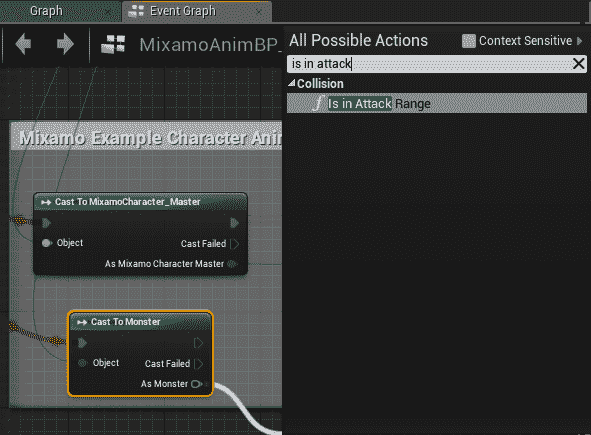 Graph
Event Graph
MixamoAnimBP_
All Possible Actions
Context Sensitive
is in attack
Collision
f Is in Attack Range
Mixamo Example Character Ani
Cast To MixamoCharacter_Master
Object
Cast Failed
As Mixamo Character Master
Cast To Monster
Object
Cast Failed
As Monster